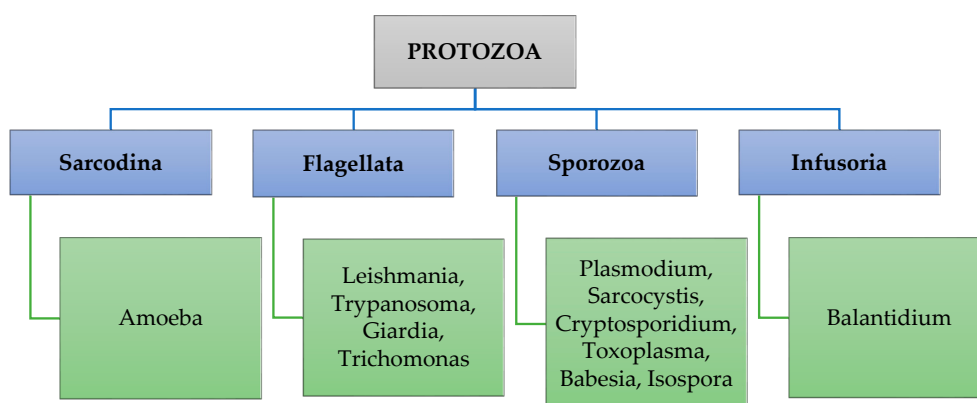 PROTOZOA
Sarcodina
Flagellata
Sporozoa
Infusoria
Amoeba
Leishmania,
Trypanosoma,
Giardia,
Trichomonas
Plasmodium,
Sarcocystis,
Cryptosporidium,
Toxoplasma,
Babesia, Isospora
Balantidium